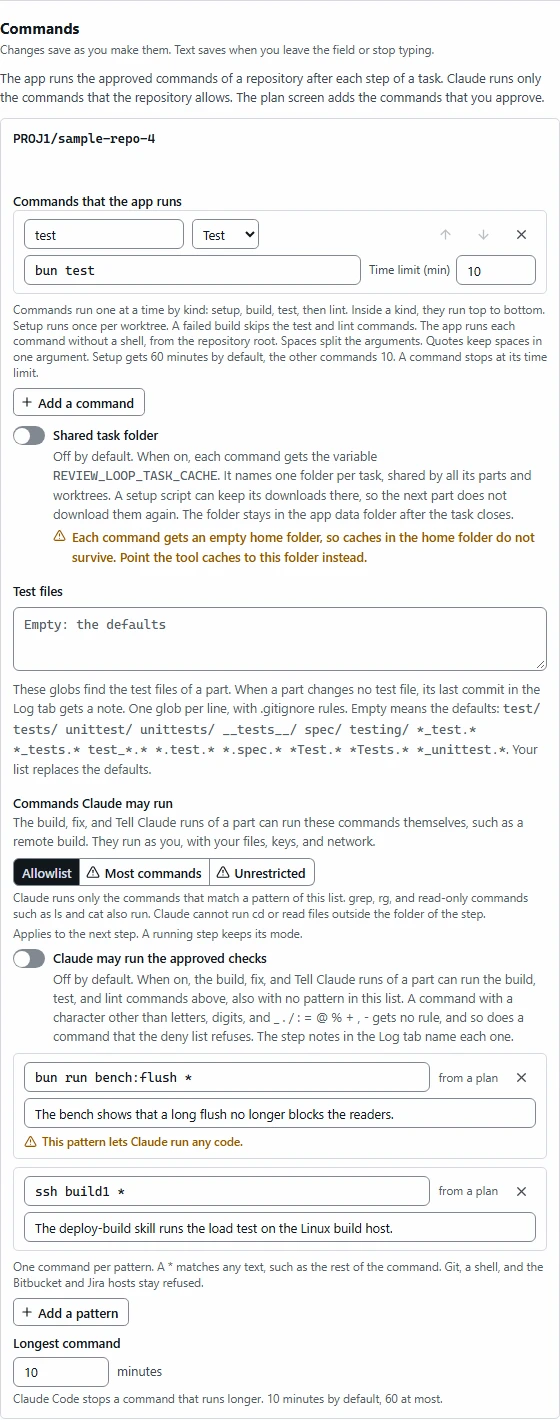 Commands
Changes save as you make them. Text saves when you leave the field or stop typing.
The app runs the approved commands of a repository after each step of a task. Claude runs only
the commands that the repository allows. The plan screen adds the commands that you approve.
PROJ1/sample-repo-4
Commands that the app runs
test
Test
bun test
Time limit (min)
10
Commands run one at a time by kind: setup, build, test, then lint. Inside a kind, they run top to bottom.
Setup runs once per worktree. A failed build skips the test and lint commands. The app runs each
command without a shell, from the repository root. Spaces split the arguments. Quotes keep spaces in
one argument. Setup gets 60 minutes by default, the other commands 10. A command stops at its time
limit.
+ Add a command
Shared task folder
Off by default. When on, each command gets the variable
REVIEW_LOOP_TASK_CACHE. It names one folder per task, shared by all its parts and
worktrees. A setup script can keep its downloads there, so the next part does not
download them again. The folder stays in the app data folder after the task closes.
Each command gets an empty home folder, so caches in the home folder do not
survive. Point the tool caches to this folder instead.
Test files
Empty: the defaults
These globs find the test files of a part. When a part changes no test file, its last commit in the
Log tab gets a note. One glob per line, with .gitignore rules. Empty means the defaults: test/
tests/ unittest/ unittests/ __tests__/ spec/ testing/ *_test.*
*_tests.* test_*.* *.test.* *.spec.* *Test.* *Tests.* *_unittest.*. Your
list replaces the defaults.
Commands Claude may run
The build, fix, and Tell Claude runs of a part can run these commands themselves, such as a
remote build. They run as you, with your files, keys, and network.
Allowlist
Most commands
Unrestricted
Claude runs only the commands that match a pattern of this list. grep, rg, and read-only commands
such as ls and cat also run. Claude cannot run cd or read files outside the folder of the step.
Applies to the next step. A running step keeps its mode.
Claude may run the approved checks
Off by default. When on, the build, fix, and Tell Claude runs of a part can run the build,
test, and lint commands above, also with no pattern in this list. A command with a
character other than letters, digits, and _ . / : = @ % + , - gets no rule, and so does a
command that the deny list refuses. The step notes in the Log tab name each one.
bun run bench:flush *
from a plan
The bench shows that a long flush no longer blocks the readers.
This pattern lets Claude run any code.
ssh build1 *
from a plan
The deploy-build skill runs the load test on the Linux build host.
One command per pattern. A * matches any text, such as the rest of the command. Git, a shell, and the
Bitbucket and Jira hosts stay refused.
+ Add a pattern
Longest command
10
minutes
Claude Code stops a command that runs longer. 10 minutes by default, 60 at most.